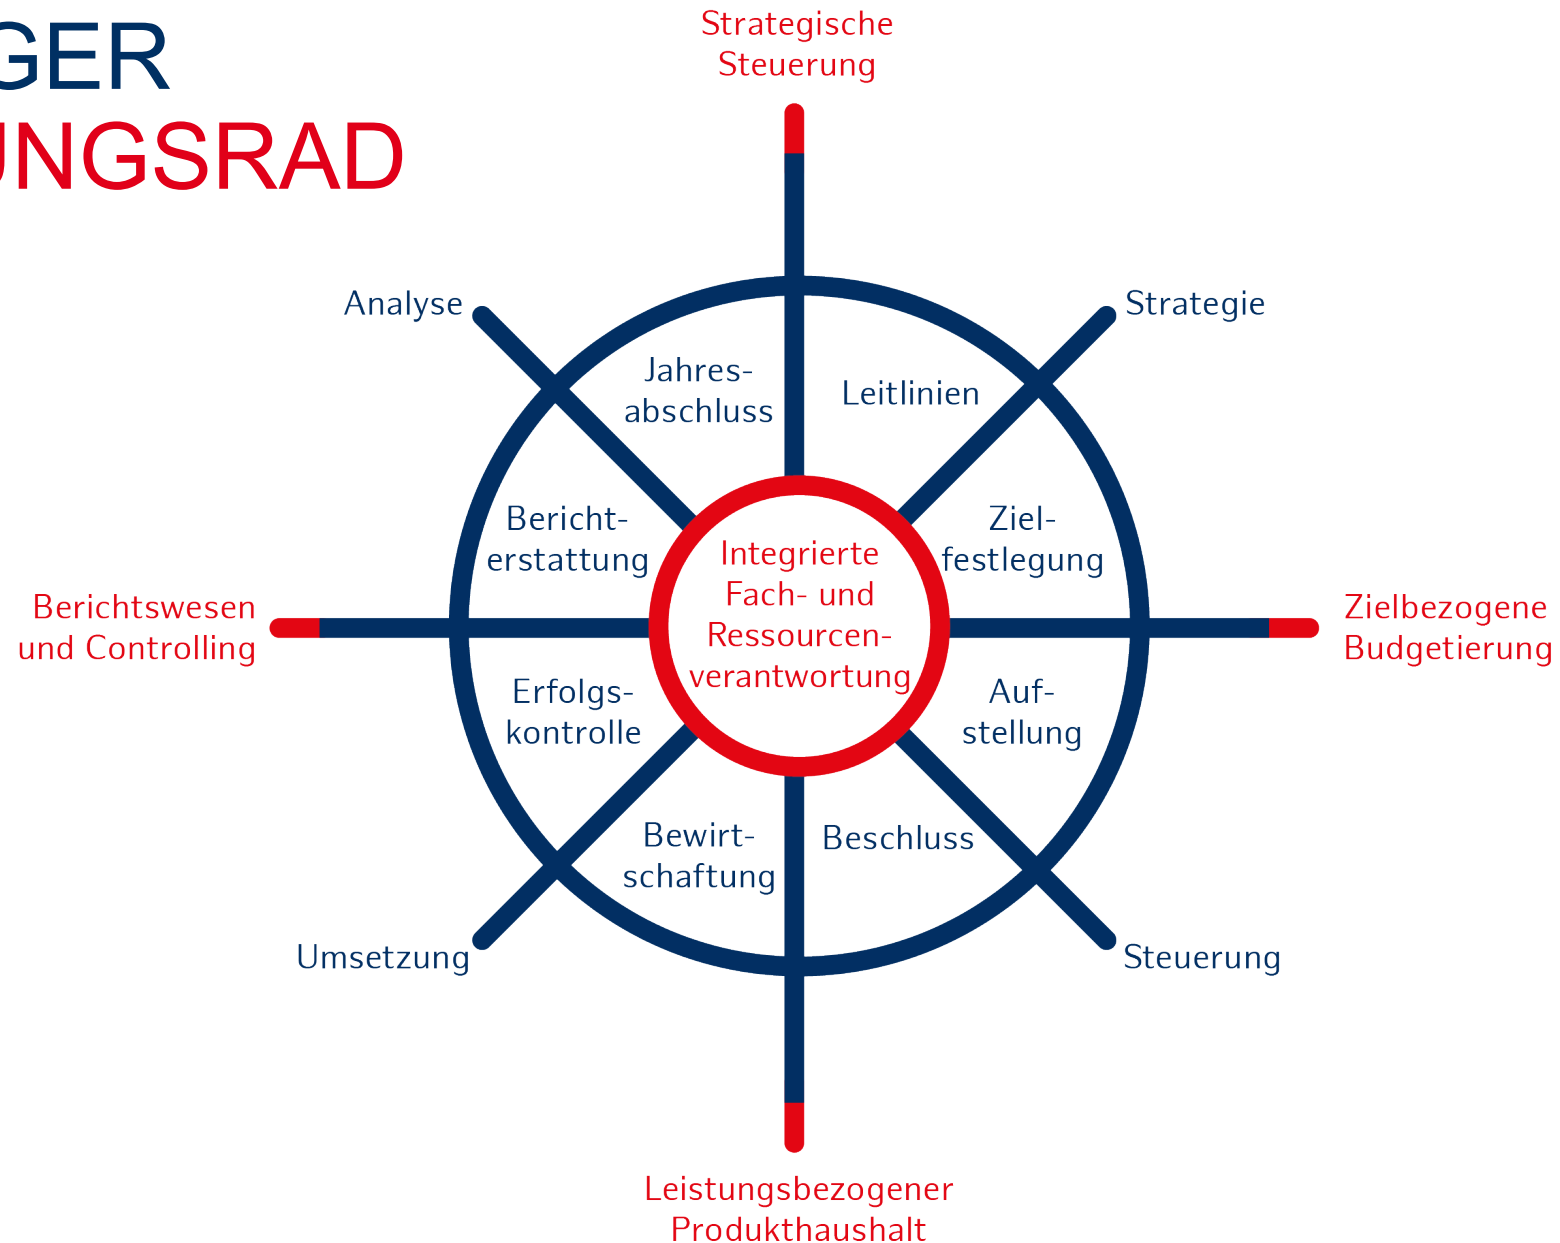 GER
UNGSRAD
Strategische
Steuerung
Analyse
Strategie
Jahres-
abschluss
Leitlinien
Bericht-
erstattung
Ziel-
festlegung
Integrierte
Fach- und
Ressourcen-
verantwortung
Berichtswesen
und Controlling
Zielbezogene
Budgetierung
Erfolgs-
kontrolle
Auf-
stellung
Bewirt-
schaftung
Beschluss
Umsetzung
Steuerung
Leistungsbezogener
Produkthaushalt